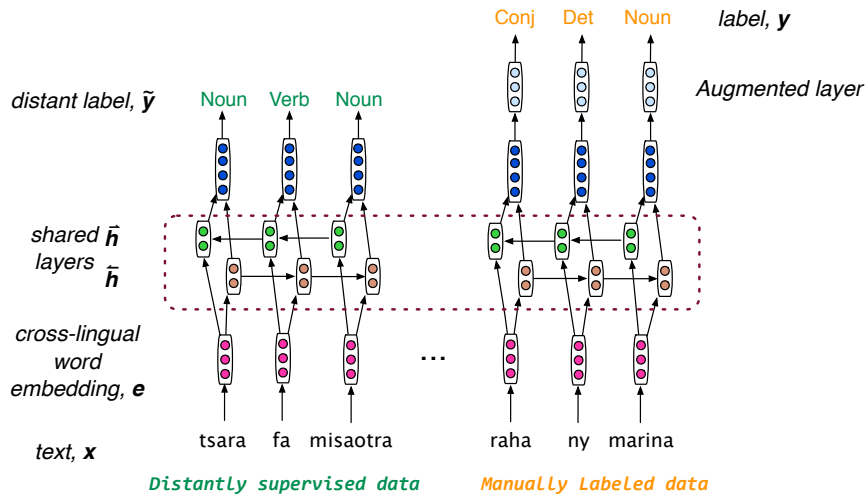 Conj Det Noun label, y
Augmented layer
distant label, ỹ Noun Verb Noun
shared h⃗
layers h⃖
cross-lingual
word
embedding, e
...
text, x tsara fa misaotra raha ny marina
Distantly supervised data Manually Labeled data